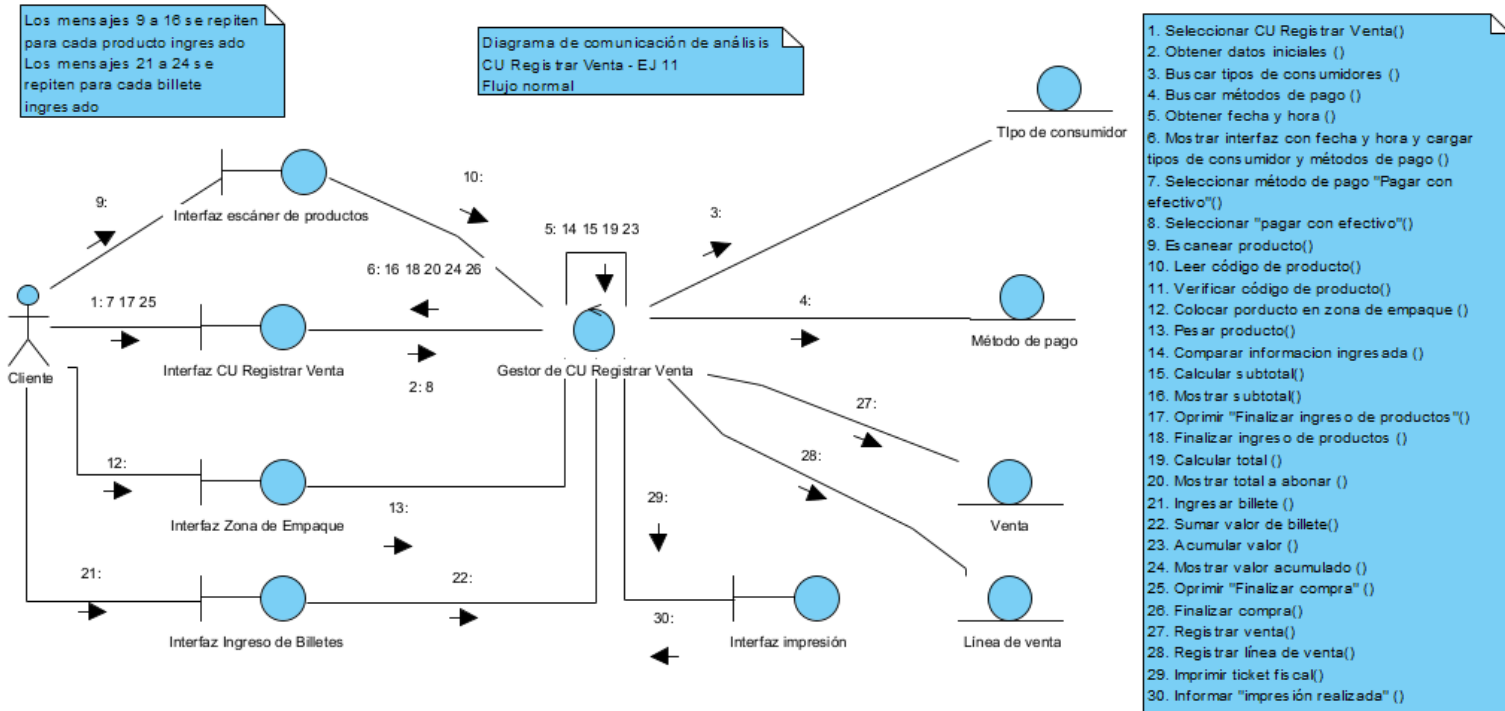 Los mensajes 9 a 16 se repiten
para cada producto ingresado
Los mensajes 21 a 24 se
repiten para cada billete
ingresado
Diagrama de comunicación de análisis
CU Registrar Venta - EJ 11
Flujo normal
TIpo de consumidor
Interfaz escáner de productos
9:
10:
3:
5: 14 15 19 23
6: 16 18 20 24 26
1: 7 17 25
2: 8
4:
Cliente
Interfaz CU Registrar Venta
Gestor de CU Registrar Venta
Método de pago
12:
13:
Interfaz Zona de Empaque
27:
28:
Venta
29:
21:
22:
30:
Interfaz Ingreso de Billetes
Interfaz impresión
Línea de venta
1. Seleccionar CU Registrar Venta()
2. Obtener datos iniciales ()
3. Buscar tipos de consumidores ()
4. Buscar métodos de pago ()
5. Obtener fecha y hora ()
6. Mostrar interfaz con fecha y hora y cargar
tipos de consumidor y métodos de pago ()
7. Seleccionar método de pago "Pagar con
efectivo"()
8. Seleccionar "pagar con efectivo"()
9. Escanear producto()
10. Leer código de producto()
11. Verificar código de producto()
12. Colocar porducto en zona de empaque ()
13. Pesar producto()
14. Comparar informacion ingresada ()
15. Calcular subtotal()
16. Mostrar subtotal()
17. Oprimir "Finalizar ingreso de productos"()
18. Finalizar ingreso de productos ()
19. Calcular total ()
20. Mostrar total a abonar ()
21. Ingresar billete ()
22. Sumar valor de billete()
23. Acumular valor ()
24. Mostrar valor acumulado ()
25. Oprimir "Finalizar compra" ()
26. Finalizar compra()
27. Registrar venta()
28. Registrar línea de venta()
29. Imprimir ticket fiscal()
30. Informar "impresión realizada" ()